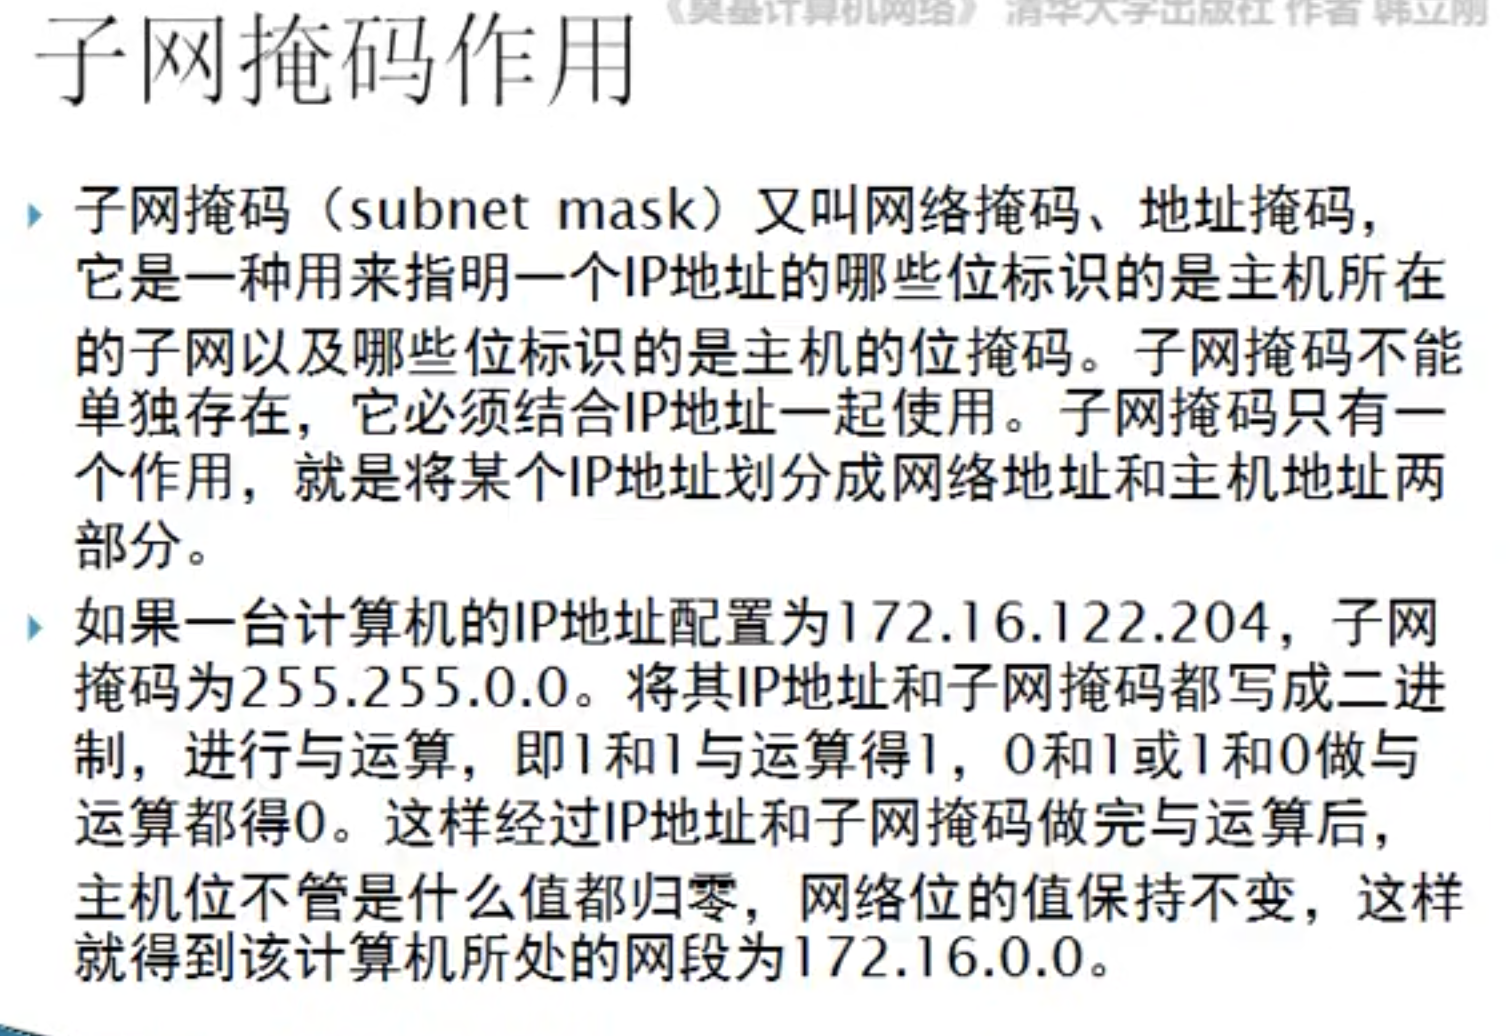 《奠基计算机网络》 清华大学出版社 作者 韩立刚
子网掩码作用
子网掩码（subnet mask）又叫网络掩码、地址掩码，
它是一种用来指明一个IP地址的哪些位标识的是主机所在
的子网以及哪些位标识的是主机的位掩码。子网掩码不能
单独存在，它必须结合IP地址一起使用。子网掩码只有一
个作用，就是将某个IP地址划分成网络地址和主机地址两
部分。
如果一台计算机的IP地址配置为172.16.122.204，子网
掩码为255.255.0.0。将其IP地址和子网掩码都写成二进
制，进行与运算，即1和1与运算得1，0和1或1和0做与
运算都得0。这样经过IP地址和子网掩码做完与运算后，
主机位不管是什么值都归零，网络位的值保持不变，这样
就得到该计算机所处的网段为172.16.0.0。